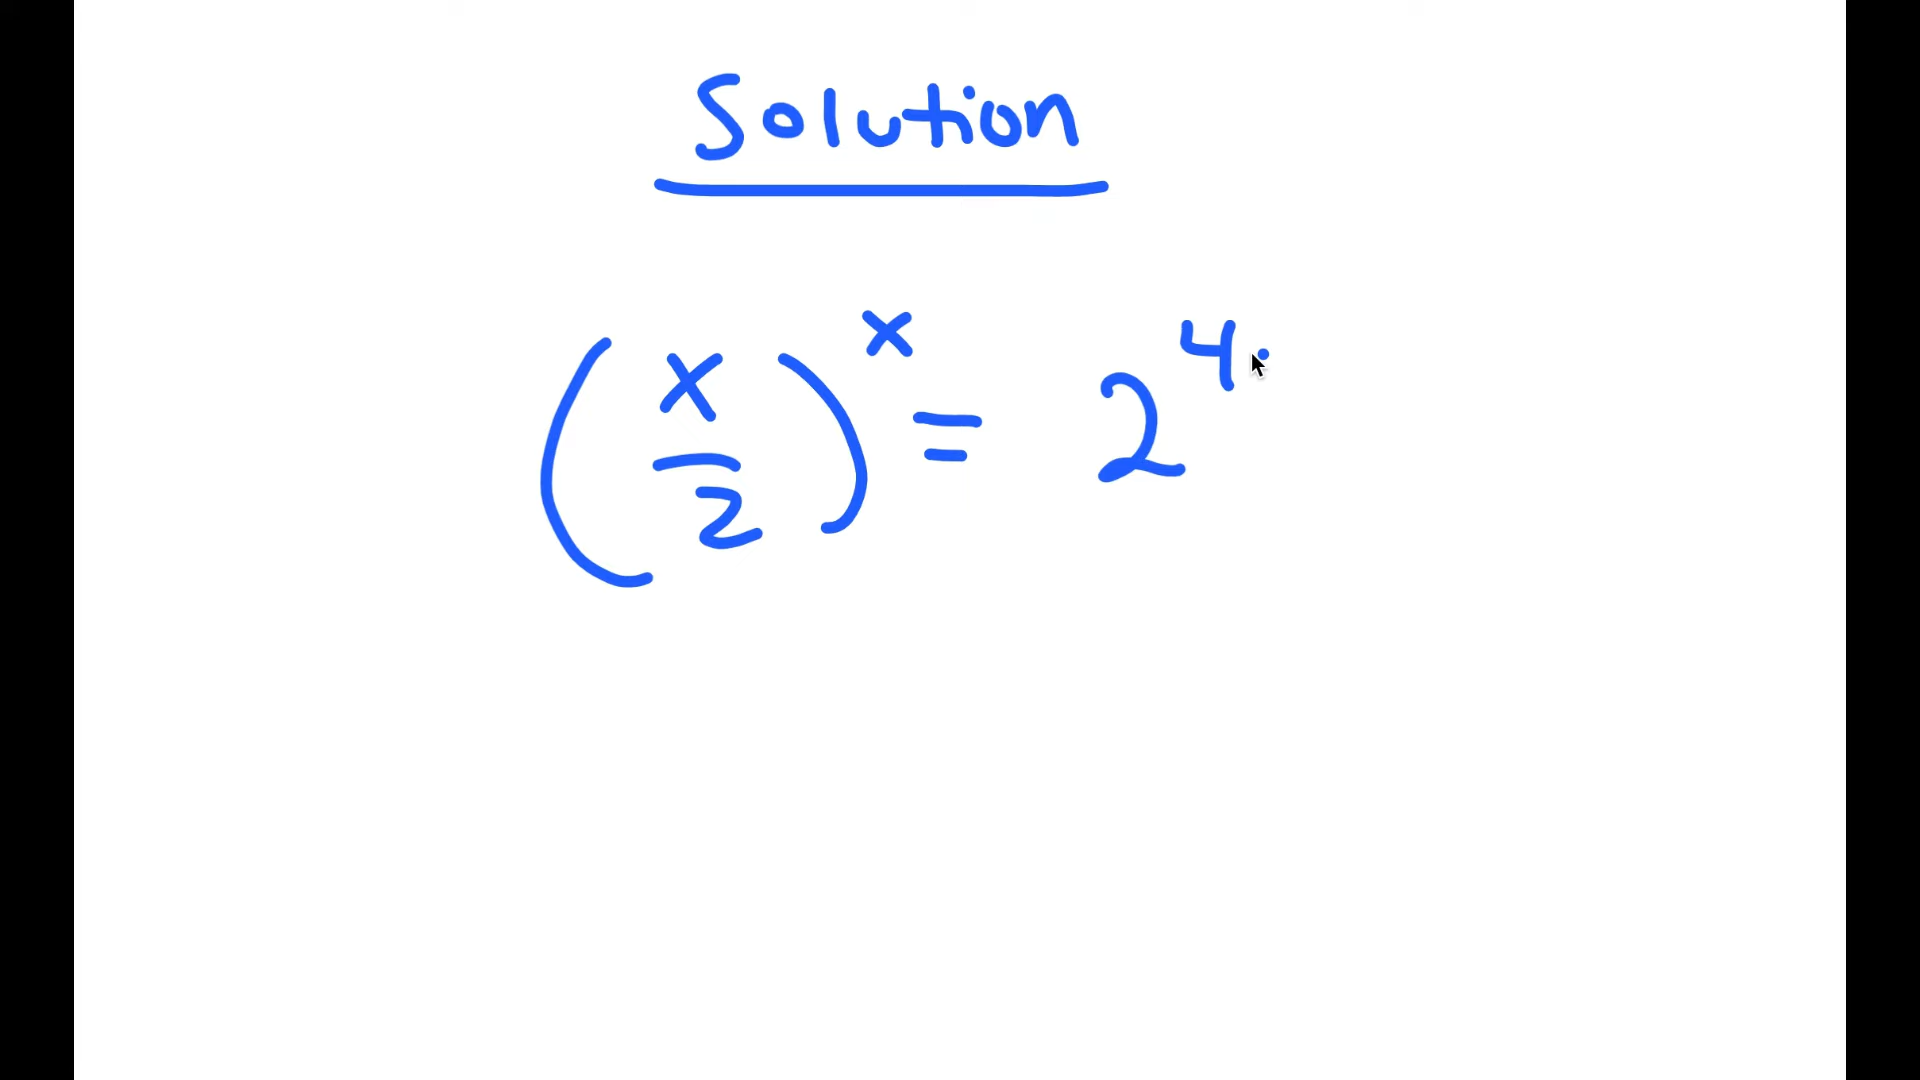 Solution
(x/2)^x = 2^4·